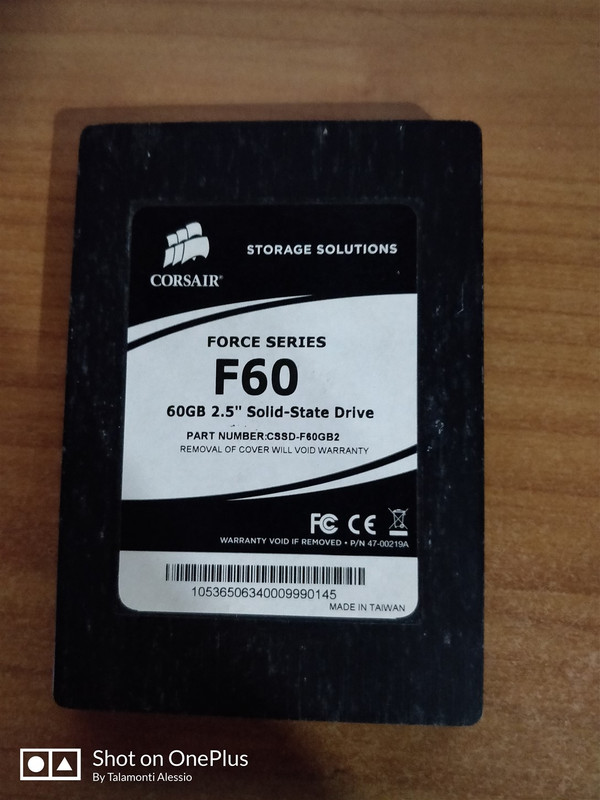 CORSAIR®
STORAGE SOLUTIONS
FORCE SERIES
F60
60GB 2.5" Solid-State Drive
PART NUMBER:CSSD-F60GB2
REMOVAL OF COVER WILL VOID WARRANTY
FC CE
WARRANTY VOID IF REMOVED • P/N 47-00219A
10536506340009990145
MADE IN TAIWAN
Shot on OnePlus
By Talamonti Alessio